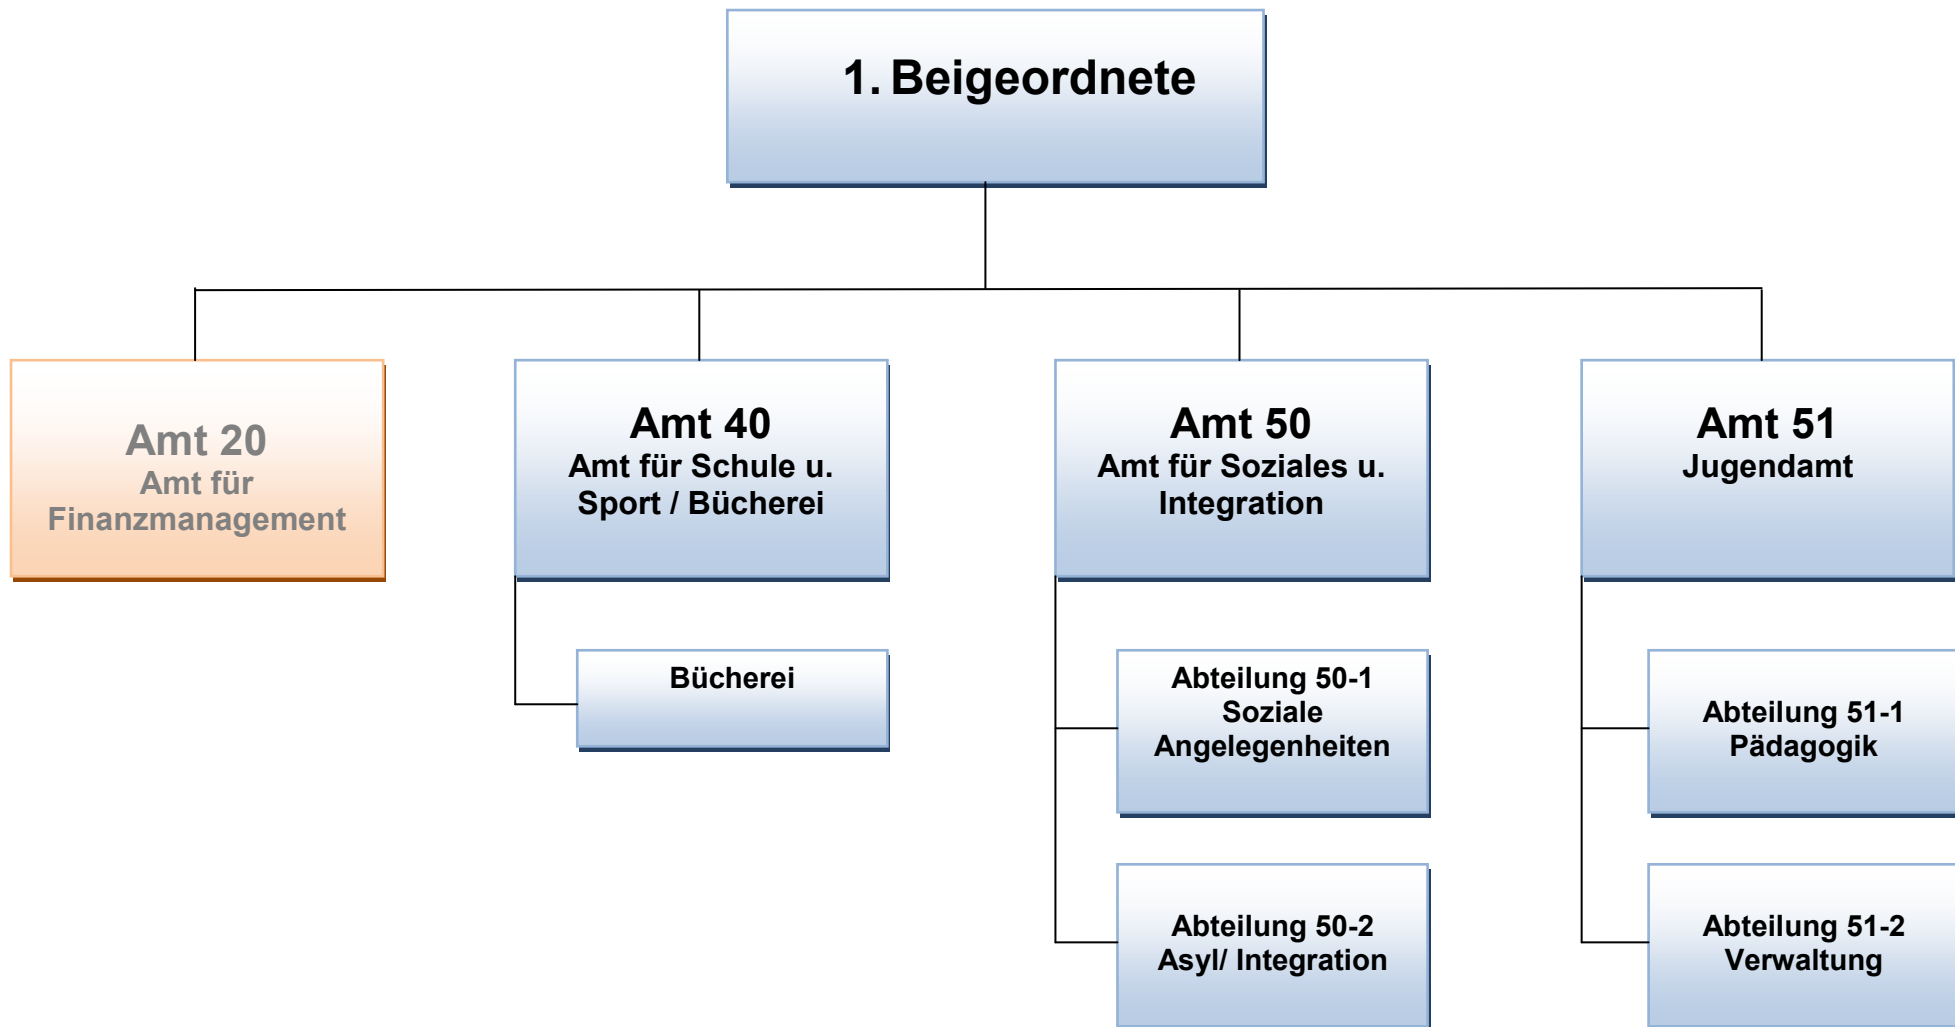 1. Beigeordnete
Amt 20
Amt für
Finanzmanagement
Amt 40
Amt für Schule u.
Sport / Bücherei
Amt 50
Amt für Soziales u.
Integration
Amt 51
Jugendamt
Bücherei
Abteilung 50-1
Soziale
Angelegenheiten
Abteilung 51-1
Pädagogik
Abteilung 50-2
Asyl/ Integration
Abteilung 51-2
Verwaltung